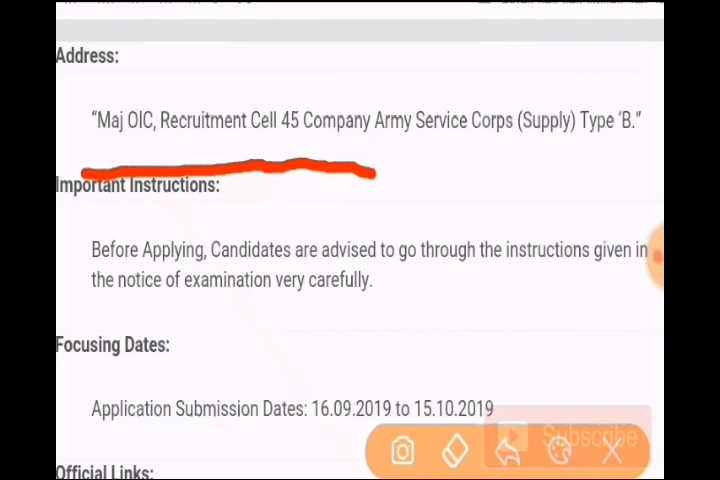 Address:
“Maj OIC, Recruitment Cell 45 Company Army Service Corps (Supply) Type ‘B.”
Important Instructions:
Before Applying, Candidates are advised to go through the instructions given in
the notice of examination very carefully.
Focusing Dates:
Application Submission Dates: 16.09.2019 to 15.10.2019
Subscribe
Official Links: